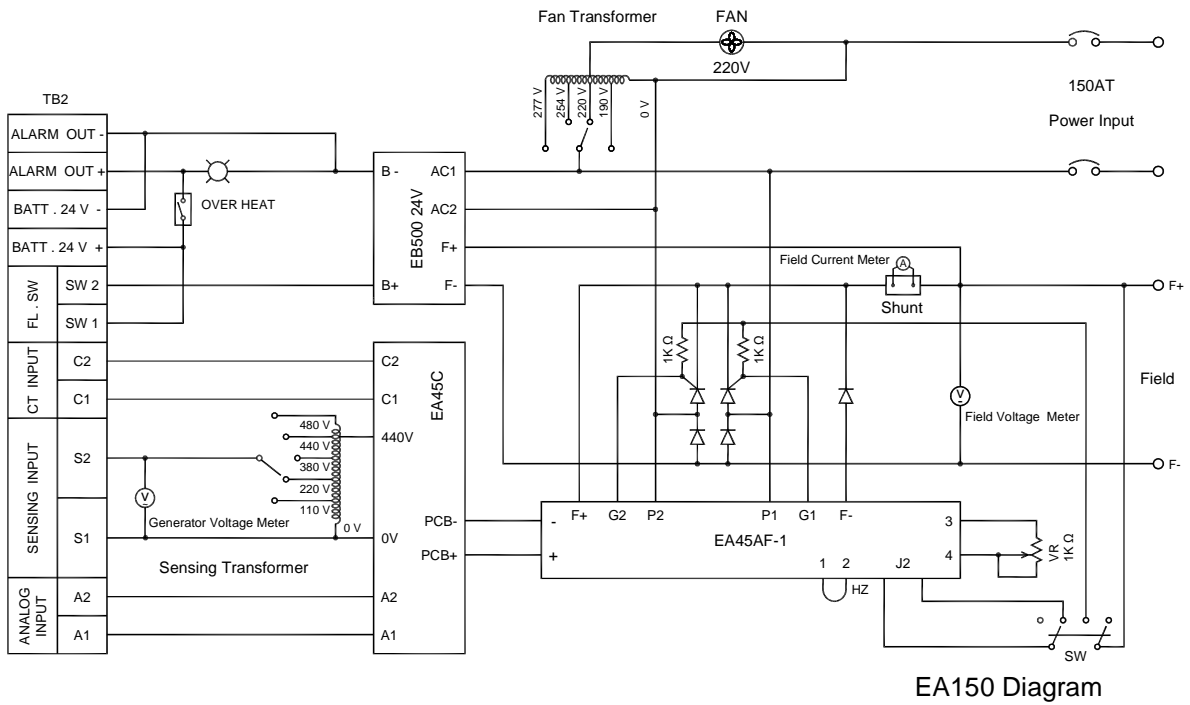 Fan Transformer
FAN
220V
277 V
254 V
220 V
190 V
0 V
150AT
Power Input
TB2
ALARM OUT -
ALARM OUT +
BATT . 24 V -
BATT . 24 V +
FL . SW
SW 2
SW 1
CT INPUT
C2
C1
SENSING INPUT
S2
S1
ANALOG INPUT
A2
A1
OVER HEAT
EB500 24V
B -
B+
AC1
AC2
F+
F-
Field Current Meter
A
Shunt
F+
Field
F-
V
Field Voltage Meter
1K Ω
1K Ω
EA45C
C2
C1
440V
0V
A2
A1
PCB-
PCB+
480 V
440 V
380 V
220 V
110 V
0 V
V
Generator Voltage Meter
Sensing Transformer
EA45AF-1
-
+
F+
G2
P2
P1
G1
F-
3
4
1
2
J2
HZ
VR
1K Ω
SW
EA150 Diagram